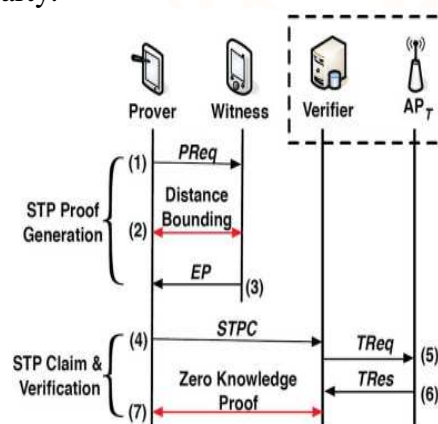 Prover Witness Verifier AP_T
(1) PReq
Distance
Bounding
STP Proof
Generation
(2)
EP
(3)
(4) STPC
TReq (5)
STP Claim &
Verification
TRes (6)
Zero Knowledge
Proof
(7)